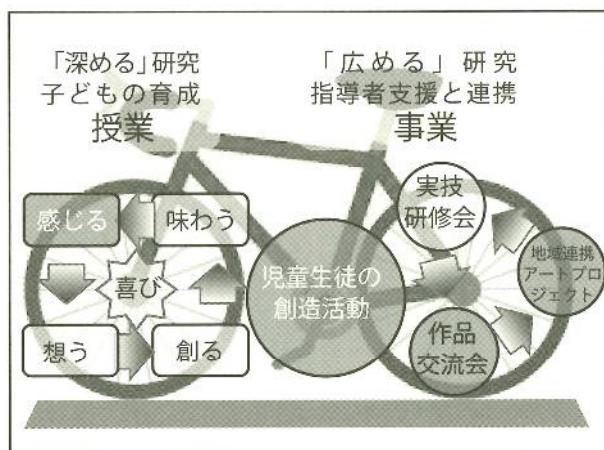 「深める」研究
子どもの育成
授業
「広める」研究
指導者支援と連携
事業
感じる
味わう
喜び
想う
創る
児童生徒の
創造活動
実技
研修会
地域連携
アートプロ
ジェクト
作品
交流会